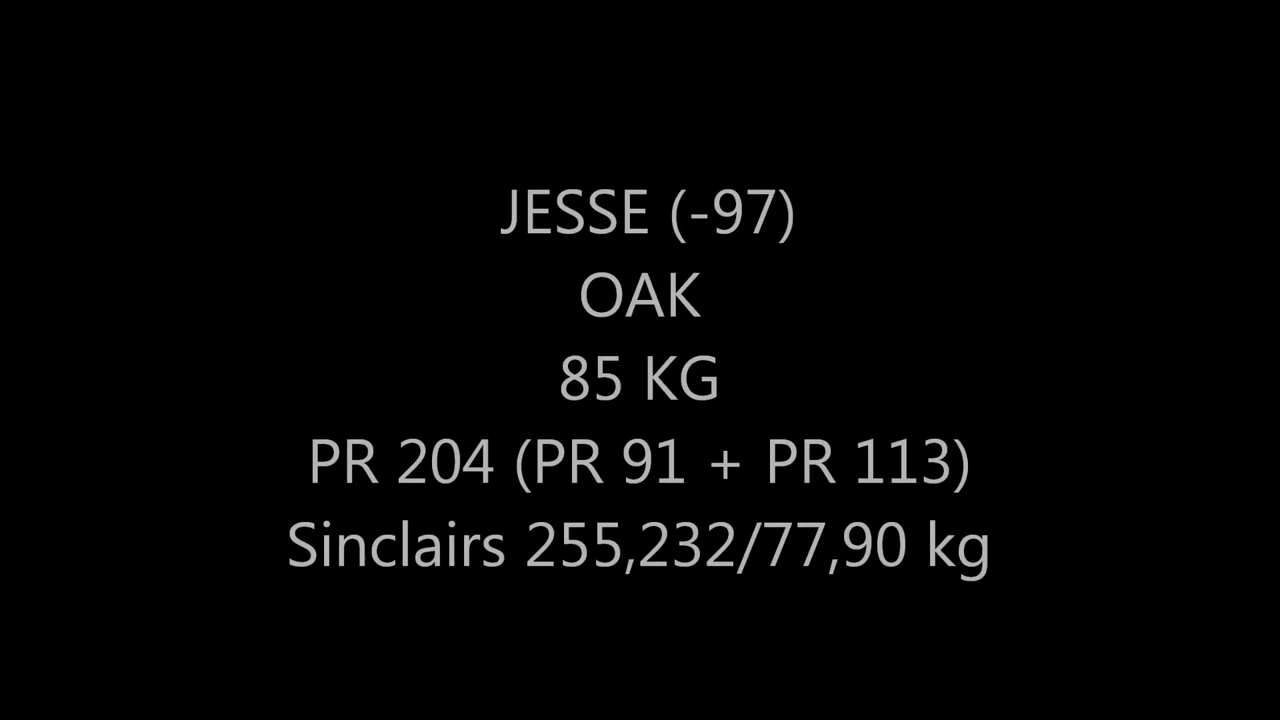 JESSE (-97)
OAK
85 KG
PR 204 (PR 91 + PR 113)
Sinclairs 255,232/77,90 kg